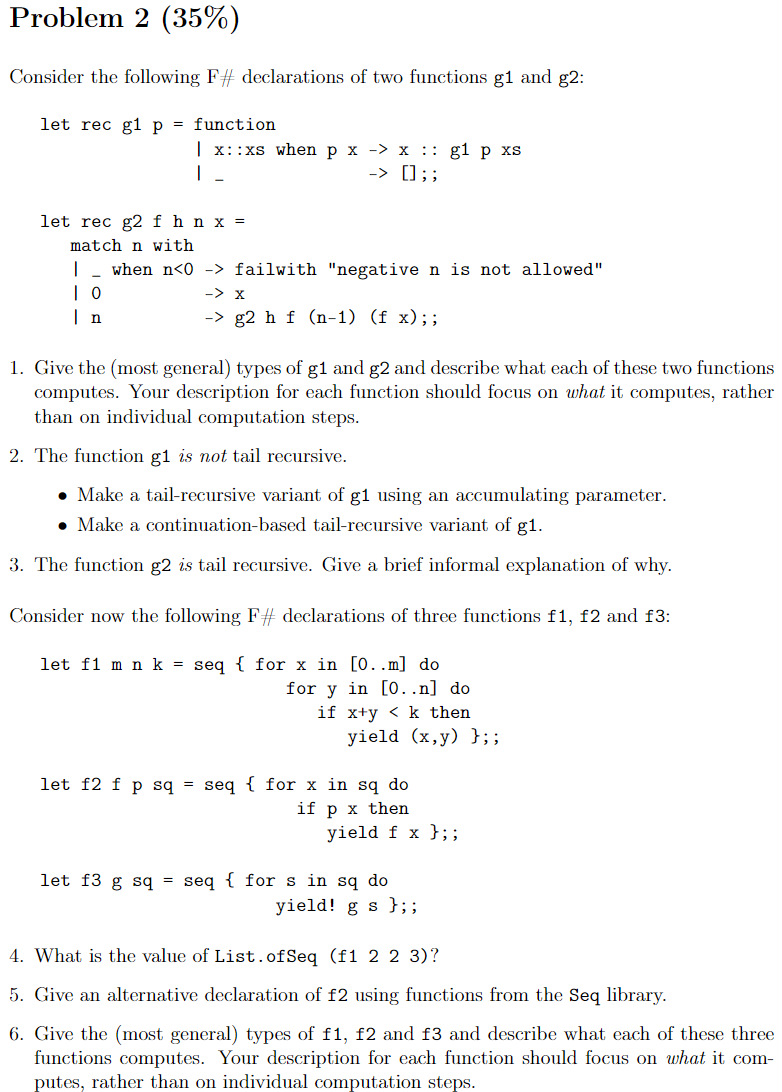 Problem 2 (35%)
Consider the following F# declarations of two functions g1 and g2:
let rec g1 p = function
| x::xs when p x -> x :: g1 p xs
| _ -> [];;
let rec g2 f h n x =
match n with
| _ when n<0 -> failwith "negative n is not allowed"
| 0 -> x
| n -> g2 h f (n-1) (f x);;
1. Give the (most general) types of g1 and g2 and describe what each of these two functions
computes. Your description for each function should focus on what it computes, rather
than on individual computation steps.
2. The function g1 is not tail recursive.
• Make a tail-recursive variant of g1 using an accumulating parameter.
• Make a continuation-based tail-recursive variant of g1.
3. The function g2 is tail recursive. Give a brief informal explanation of why.
Consider now the following F# declarations of three functions f1, f2 and f3:
let f1 m n k = seq { for x in [0..m] do
for y in [0..n] do
if x+y < k then
yield (x,y) };;
let f2 f p sq = seq { for x in sq do
if p x then
yield f x };;
let f3 g sq = seq { for s in sq do
yield! g s };;
4. What is the value of List.ofSeq (f1 2 2 3)?
5. Give an alternative declaration of f2 using functions from the Seq library.
6. Give the (most general) types of f1, f2 and f3 and describe what each of these three
functions computes. Your description for each function should focus on what it com-
putes, rather than on individual computation steps.